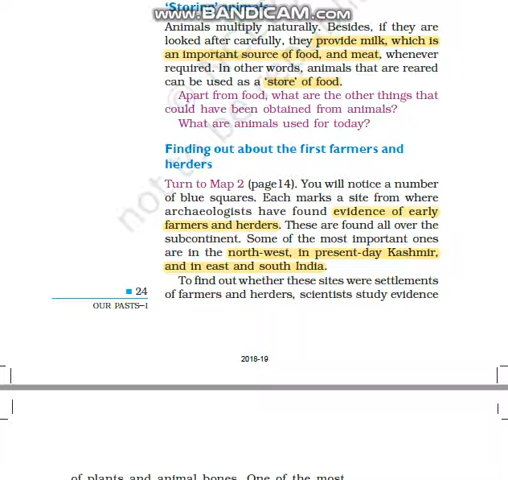 'Storing' animals
WWW.BANDICAM.COM
Animals multiply naturally. Besides, if they are
looked after carefully, they provide milk, which is
an important source of food, and meat, whenever
required. In other words, animals that are reared
can be used as a 'store' of food.
Apart from food, what are the other things that
could have been obtained from animals?
What are animals used for today?
Finding out about the first farmers and
herders
Turn to Map 2 (page14). You will notice a number
of blue squares. Each marks a site from where
archaeologists have found evidence of early
farmers and herders. These are found all over the
subcontinent. Some of the most important ones
are in the north-west, in present-day Kashmir,
and in east and south India.
To find out whether these sites were settlements
of farmers and herders, scientists study evidence
24
OUR PASTS–I
2018-19
of plants and animal bones. One of the most